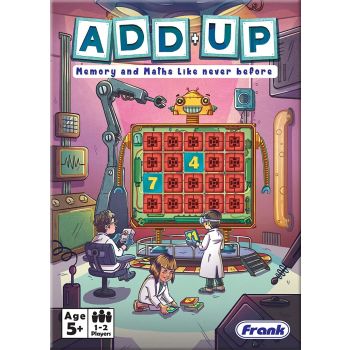 ADD+UP
Memory and Maths Like never before
4
7
Age
5+
1-2
Players
Frank